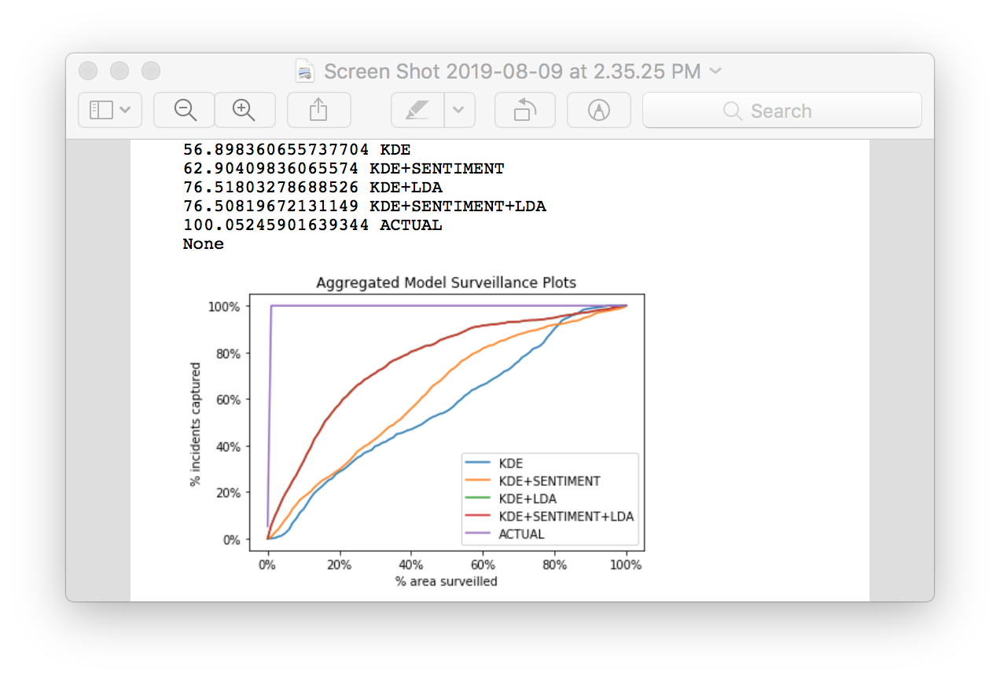 Screen Shot 2019-08-09 at 2.35.25 PM
Search
56.898360655737704 KDE
62.90409836065574 KDE+SENTIMENT
76.51803278688526 KDE+LDA
76.50819672131149 KDE+SENTIMENT+LDA
100.05245901639344 ACTUAL
None
Aggregated Model Surveillance Plots
% incidents captured
100%
80%
60%
40%
20%
0%
KDE
KDE+SENTIMENT
KDE+LDA
KDE+SENTIMENT+LDA
ACTUAL
0% 20% 40% 60% 80% 100%
% area surveilled